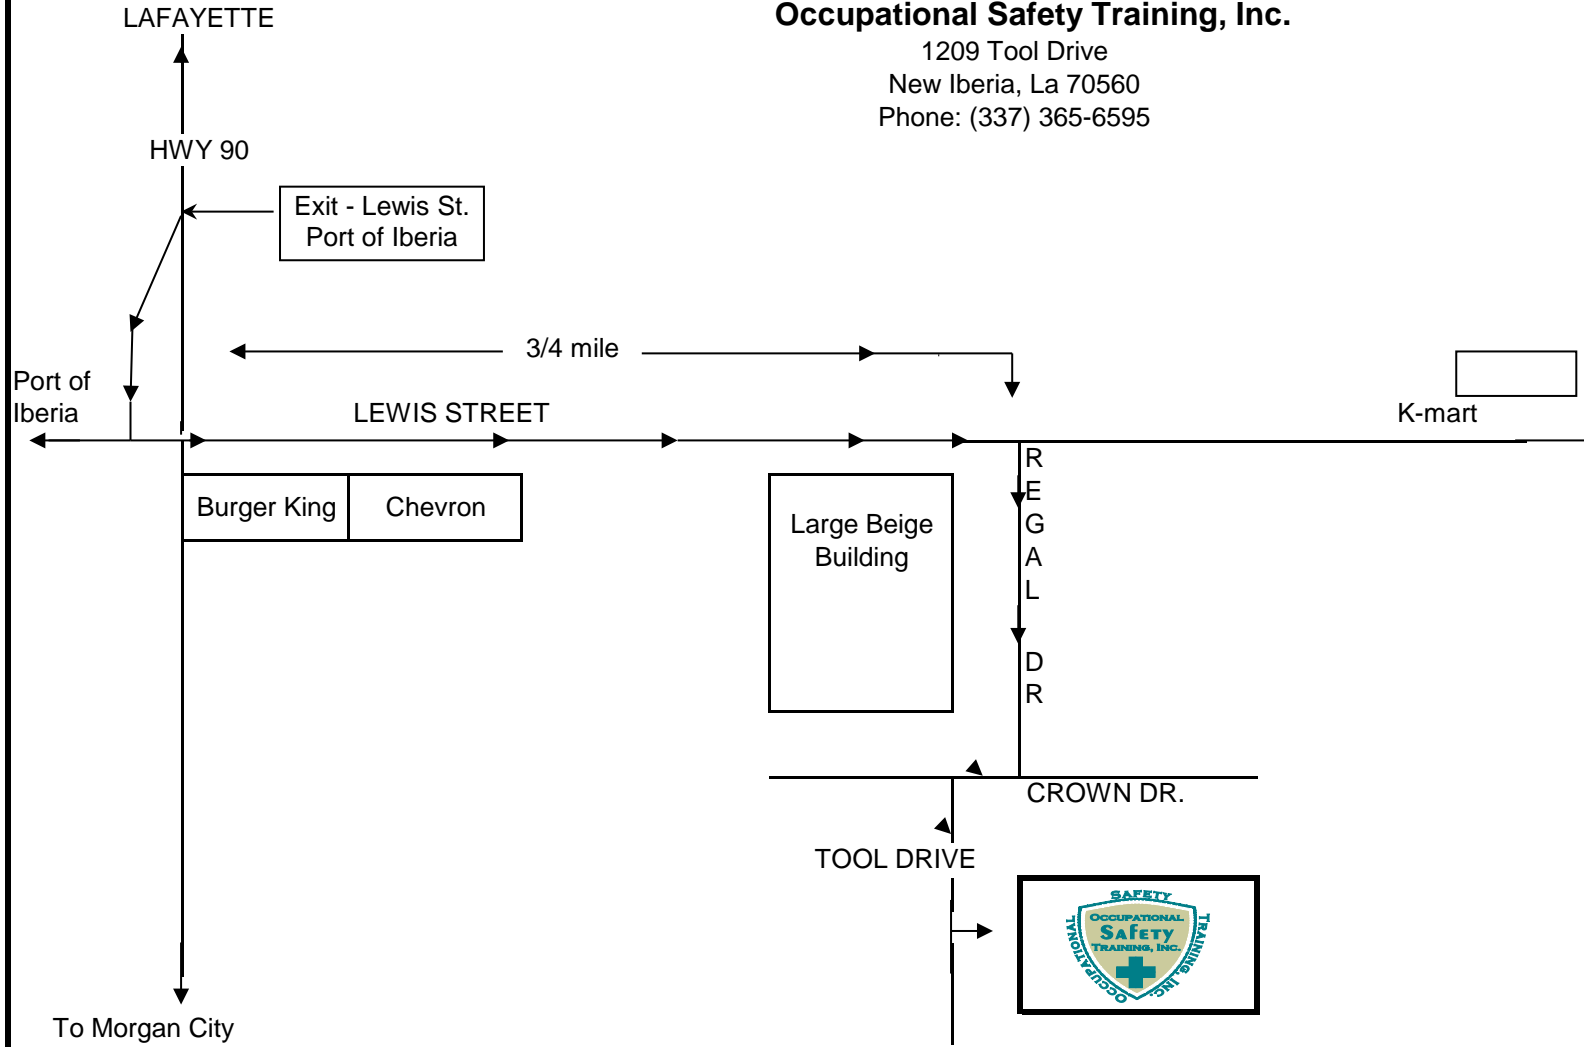 LAFAYETTE
Occupational Safety Training, Inc.
1209 Tool Drive
New Iberia, La 70560
Phone: (337) 365-6595
HWY 90
Exit - Lewis St.
Port of Iberia
3/4 mile
Port of
Iberia
LEWIS STREET
K-mart
Burger King
Chevron
Large Beige
Building
REGAL DR
CROWN DR.
TOOL DRIVE
OCCUPATIONAL SAFETY TRAINING, INC.
OCCUPATIONAL
SAFETY
TRAINING, INC.
To Morgan City